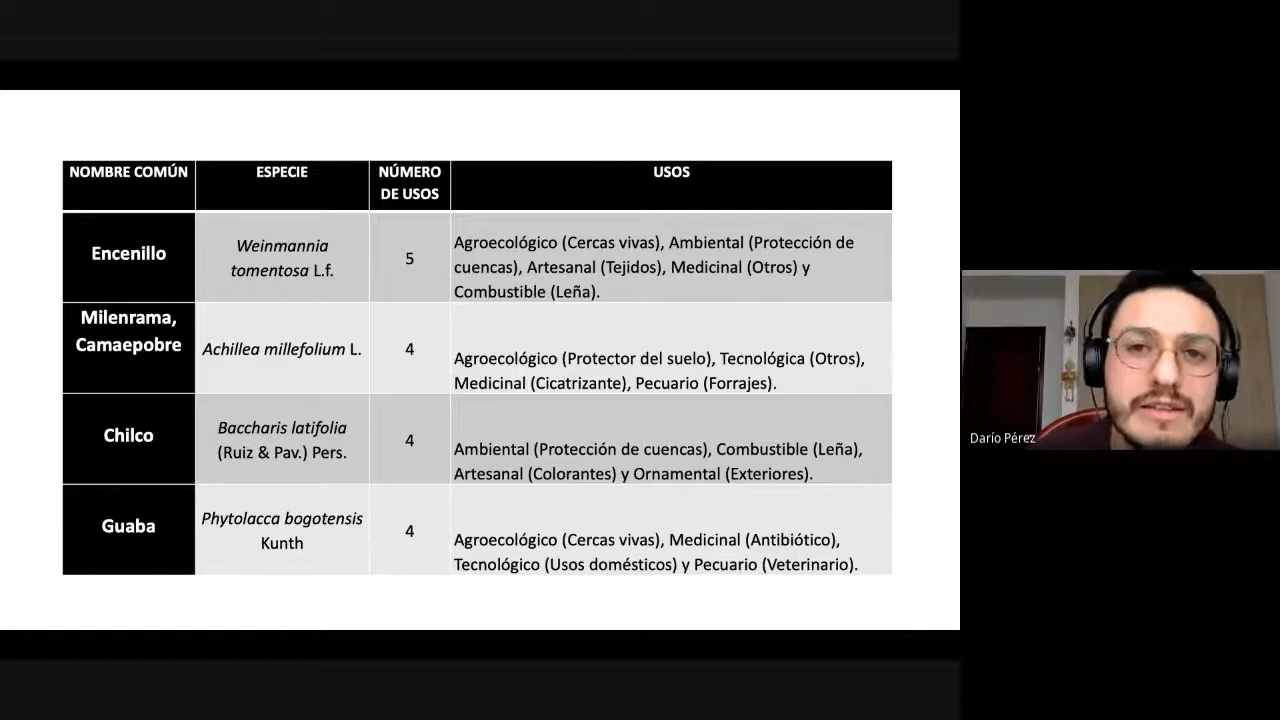 NOMBRE COMÚN
ESPECIE
NÚMERO
DE USOS
USOS
Encenillo
Weinmannia
tomentosa L.f.
5
Agroecológico (Cercas vivas), Ambiental (Protección de
cuencas), Artesanal (Tejidos), Medicinal (Otros) y
Combustible (Leña).
Milenrama,
Camaepobre
Achillea millefolium L.
4
Agroecológico (Protector del suelo), Tecnológica (Otros),
Medicinal (Cicatrizante), Pecuario (Forrajes).
Chilco
Baccharis latifolia
(Ruiz & Pav.) Pers.
4
Ambiental (Protección de cuencas), Combustible (Leña),
Artesanal (Colorantes) y Ornamental (Exteriores).
Guaba
Phytolacca bogotensis
Kunth
4
Agroecológico (Cercas vivas), Medicinal (Antibiótico),
Tecnológico (Usos domésticos) y Pecuario (Veterinario).
Darío Pérez